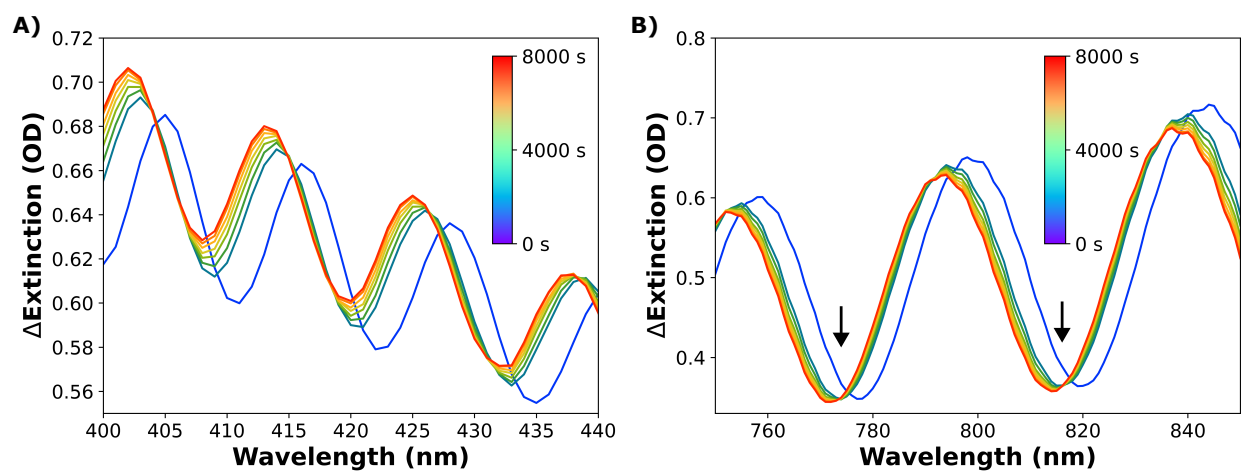 A)
0.72
0.70
0.68
0.66
0.64
0.62
0.60
0.58
0.56
ΔExtinction (OD)
8000 s
4000 s
0 s
400 405 410 415 420 425 430 435 440
Wavelength (nm)
B)
0.8
0.7
0.6
0.5
0.4
ΔExtinction (OD)
8000 s
4000 s
0 s
760 780 800 820 840
Wavelength (nm)